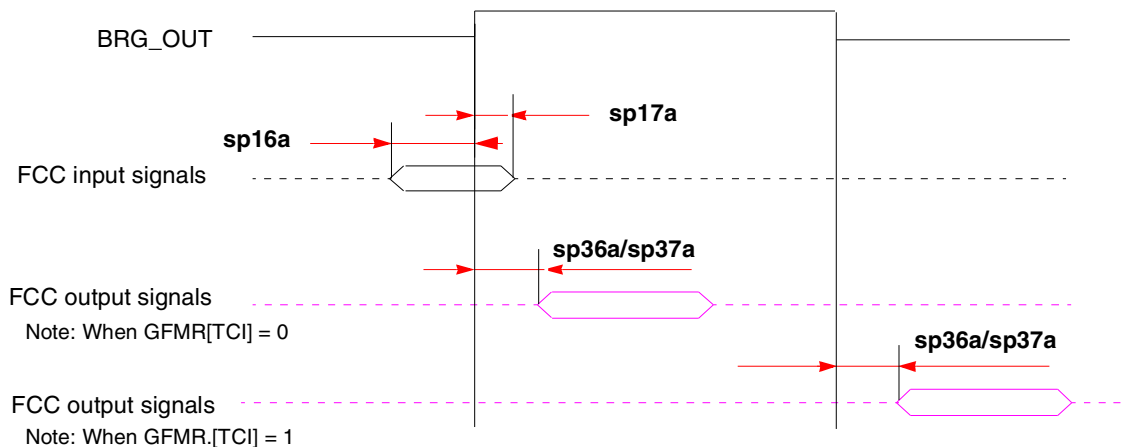 BRG_OUT
sp17a
sp16a
FCC input signals
sp36a/sp37a
FCC output signals
Note: When GFMR[TCI] = 0
sp36a/sp37a
FCC output signals
Note: When GFMR.[TCI] = 1